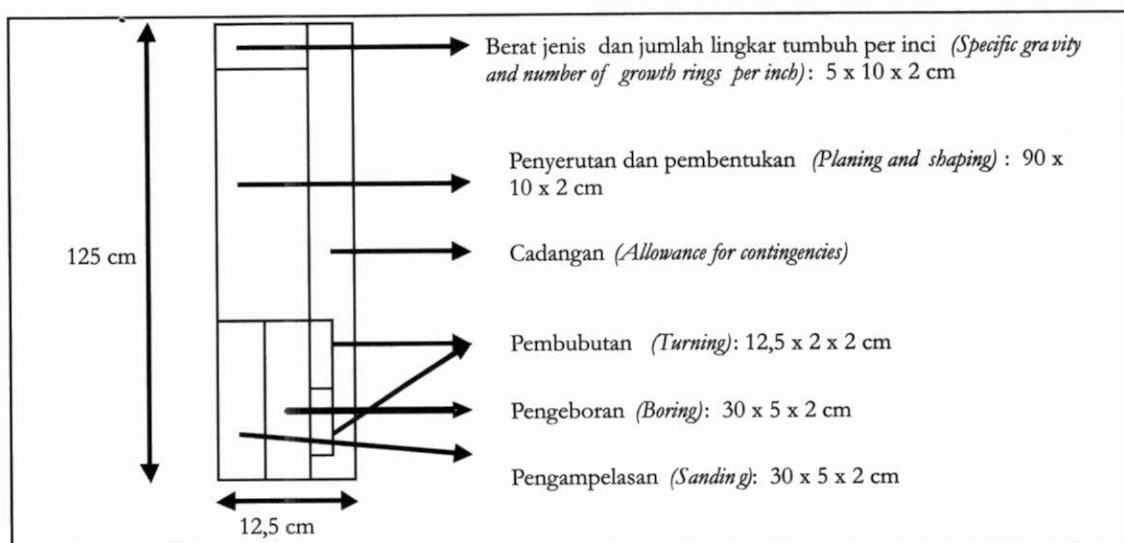 Berat jenis dan jumlah lingkar tumbuh per inci (Specific gravity
and number of growth rings per inch): 5 x 10 x 2 cm
Penyerutan dan pembentukan (Planing and shaping) : 90 x
10 x 2 cm
125 cm
Cadangan (Allowance for contingencies)
Pembubutan (Turning): 12,5 x 2 x 2 cm
Pengeboran (Boring): 30 x 5 x 2 cm
Pengampelasan (Sanding): 30 x 5 x 2 cm
12,5 cm